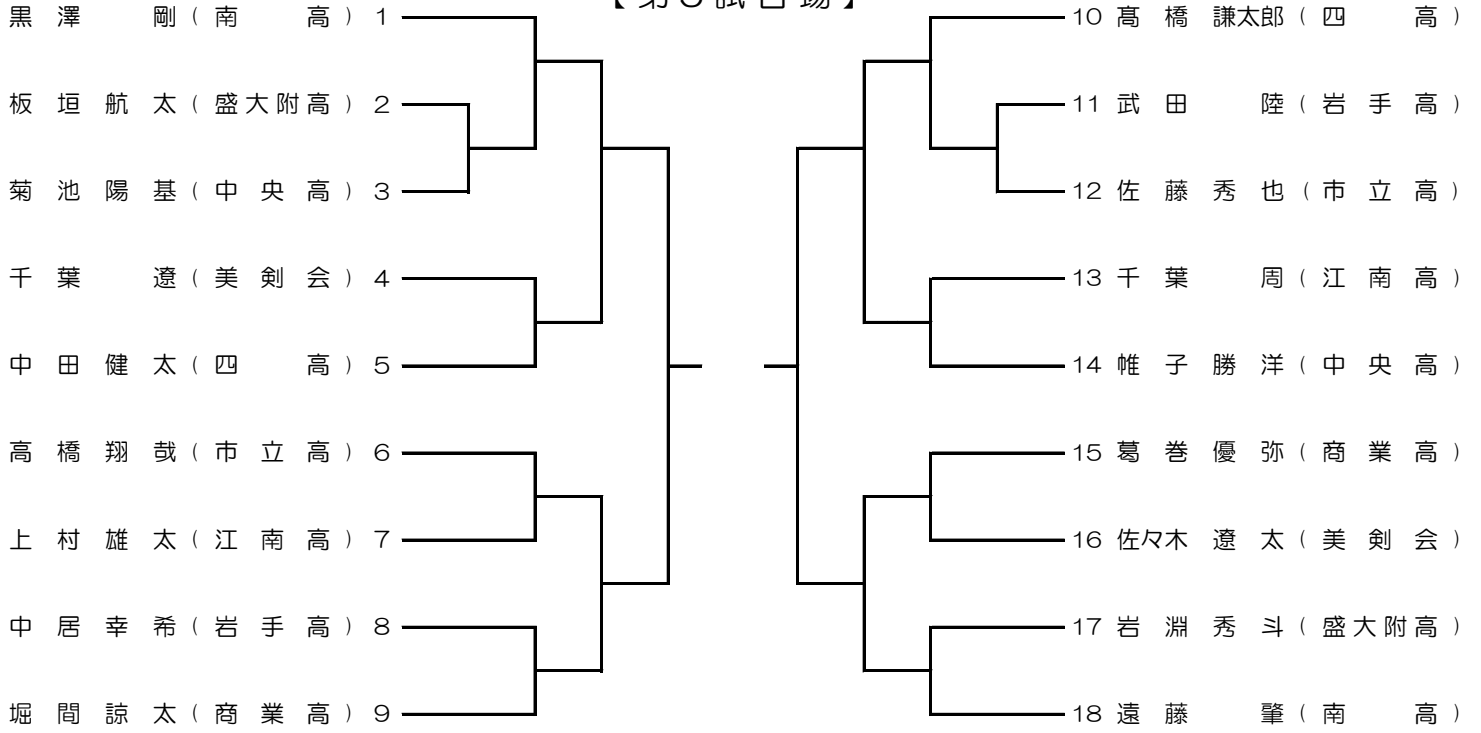 黒澤 剛(南 高) 1
板垣航太(盛大附高) 2
菊池陽基(中央高) 3
千葉 遼(美剣会) 4
中田健太(四 高) 5
高橋翔哉(市立高) 6
上村雄太(江南高) 7
中居幸希(岩手高) 8
堀間諒太(商業高) 9
10 髙橋謙太郎(四 高)
11 武田 陸(岩手高)
12 佐藤秀也(市立高)
13 千葉 周(江南高)
14 帷子勝洋(中央高)
15 葛巻優弥(商業高)
16 佐々木遼太(美剣会)
17 岩淵秀斗(盛大附高)
18 遠藤 肇(南 高)